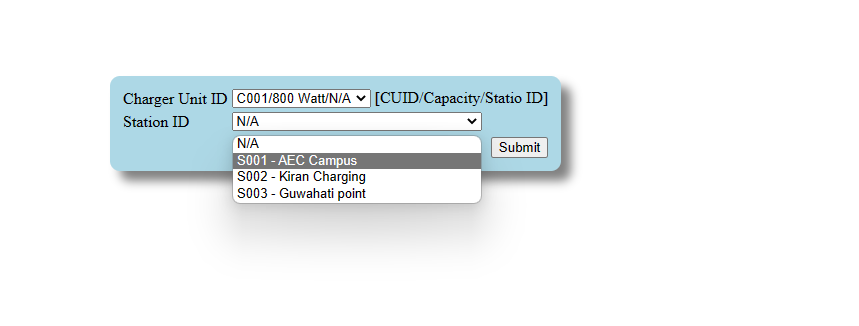 Charger Unit ID C001/800 Watt/N/A [CUID/Capacity/Statio ID]
Station ID N/A
N/A
Submit
S001 - AEC Campus
S002 - Kiran Charging
S003 - Guwahati point